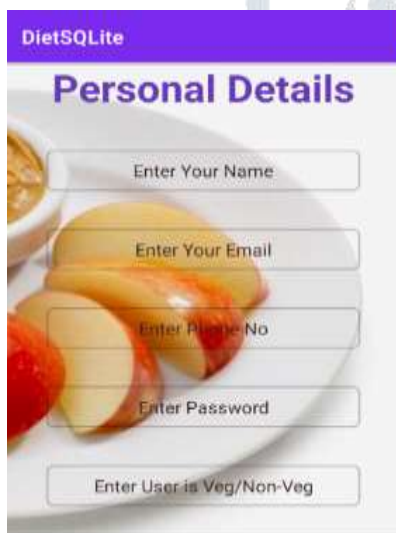 DietSQLite
Personal Details
Enter Your Name
Enter Your Email
Enter Phone No
Enter Password
Enter User is Veg/Non-Veg